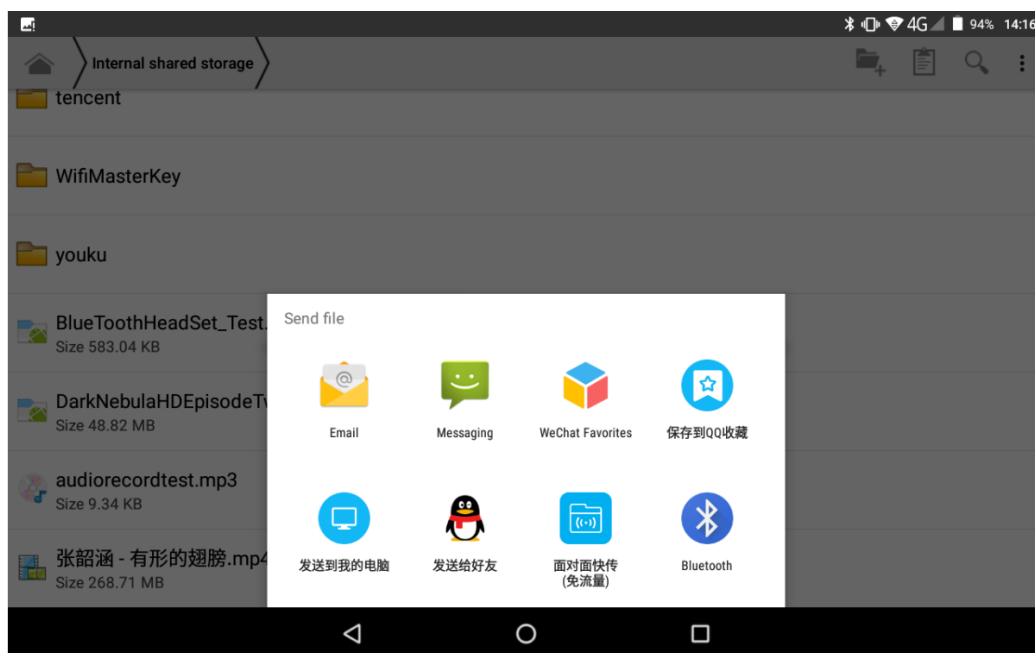 4G 94% 14:16
Internal shared storage
tencent
WifiMasterKey
youku
BlueToothHeadSet_Test.
Size 583.04 KB
DarkNebulaHDEpisodeTw
Size 48.82 MB
audiorecordtest.mp3
Size 9.34 KB
张韶涵 - 有形的翅膀.mp4
Size 268.71 MB
Send file
Email
Messaging
WeChat Favorites
保存到QQ收藏
发送到我的电脑
发送给好友
面对面快传
(免流量)
Bluetooth